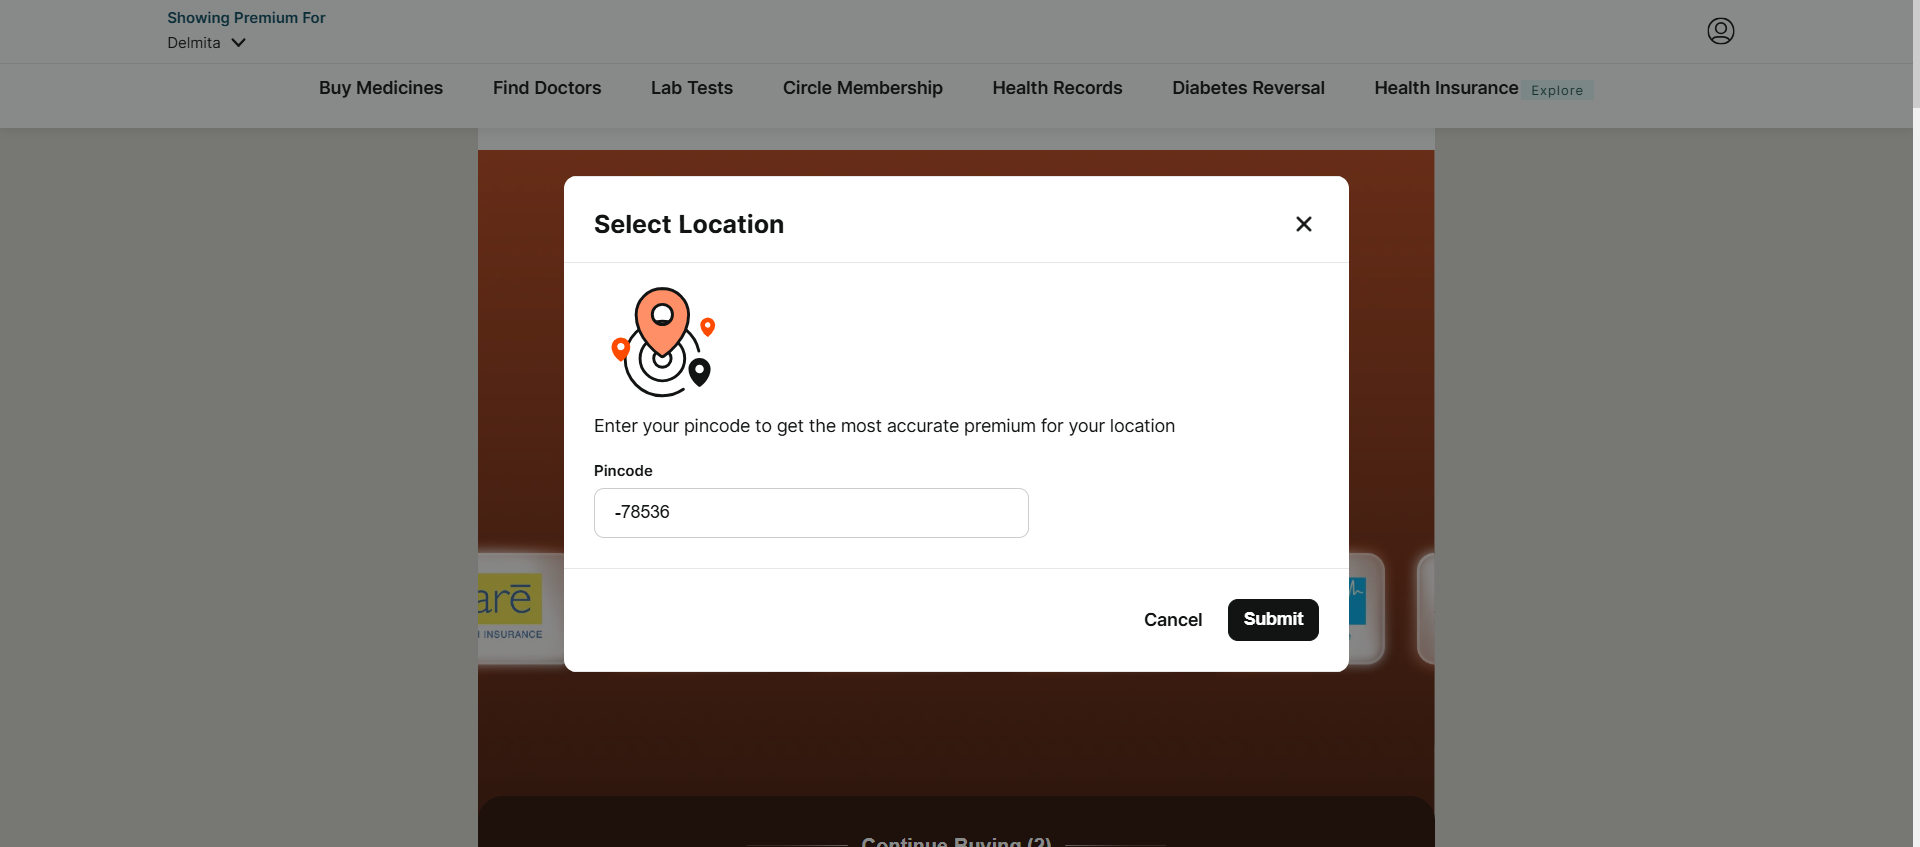 Showing Premium For
Delmita
Buy Medicines
Find Doctors
Lab Tests
Circle Membership
Health Records
Diabetes Reversal
Health Insurance Explore
Select Location
Enter your pincode to get the most accurate premium for your location
Pincode
-78536
arē
H INSURANCE
Cancel
Submit
Continue Buying (2)